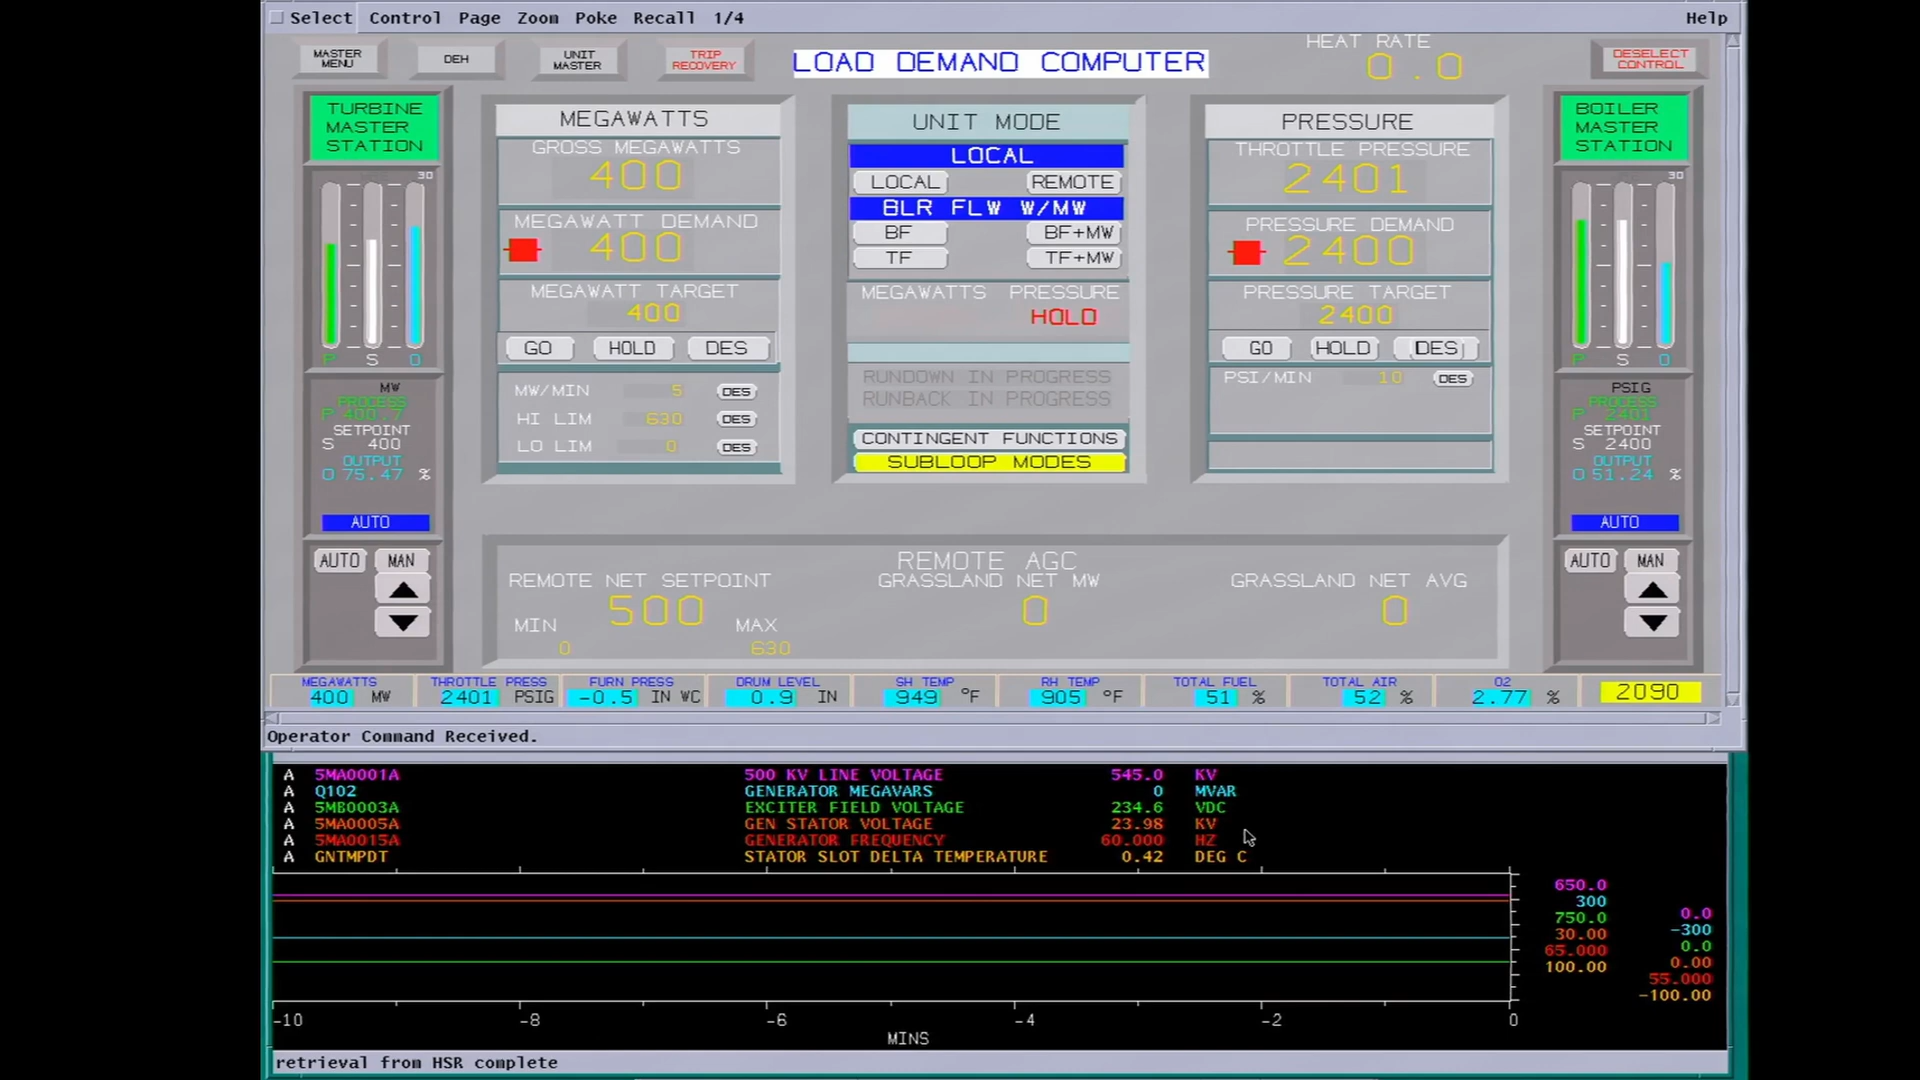 Select Control Page Zoom Poke Recall 1/4 Help
MASTER MENU
DEH
UNIT MASTER
TRIP RECOVERY
LOAD DEMAND COMPUTER
HEAT RATE
0.0
DESELECT CONTROL
TURBINE
MASTER
STATION
30
P S O
MW
PROCESS
P 400.7
SETPOINT
S 400
OUTPUT
O 75.47 %
AUTO
AUTO MAN
MEGAWATTS
GROSS MEGAWATTS
400
MEGAWATT DEMAND
400
MEGAWATT TARGET
400
GO HOLD DES
MW/MIN 5 DES
HI LIM 630 DES
LO LIM 0 DES
UNIT MODE
LOCAL
LOCAL REMOTE
BLR FLW W/MW
BF BF+MW
TF TF+MW
MEGAWATTS PRESSURE
HOLD
RUNDOWN IN PROGRESS
RUNBACK IN PROGRESS
CONTINGENT FUNCTIONS
SUBLOOP MODES
PRESSURE
THROTTLE PRESSURE
2401
PRESSURE DEMAND
2400
PRESSURE TARGET
2400
GO HOLD DES
PSI/MIN 10 DES
BOILER
MASTER
STATION
30
P S O
PSIG
PROCESS
P 2401
SETPOINT
S 2400
OUTPUT
O 51.24 %
AUTO
AUTO MAN
REMOTE AGC
REMOTE NET SETPOINT GRASSLAND NET MW GRASSLAND NET AVG
500 0 0
MIN MAX
0 630
MEGAWATTS THROTTLE PRESS FURN PRESS DRUM LEVEL SH TEMP RH TEMP TOTAL FUEL TOTAL AIR O2
400 MW 2401 PSIG -0.5 IN WC 0.9 IN 949 °F 905 °F 51 % 52 % 2.77 % 2090
Operator Command Received.
A 5MA0001A 500 KV LINE VOLTAGE 545.0 KV
A Q102 GENERATOR MEGAVARS 0 MVAR
A 5MB0003A EXCITER FIELD VOLTAGE 234.6 VDC
A 5MA0005A GEN STATOR VOLTAGE 23.98 KV
A 5MA0015A GENERATOR FREQUENCY 60.000 HZ
A GNTMPDT STATOR SLOT DELTA TEMPERATURE 0.42 DEG C
650.0
300
750.0
30.00
65.000
100.00
0.0
-300
0.0
0.00
55.000
-100.00
-10 -8 -6 -4 -2 0
MINS
retrieval from HSR complete